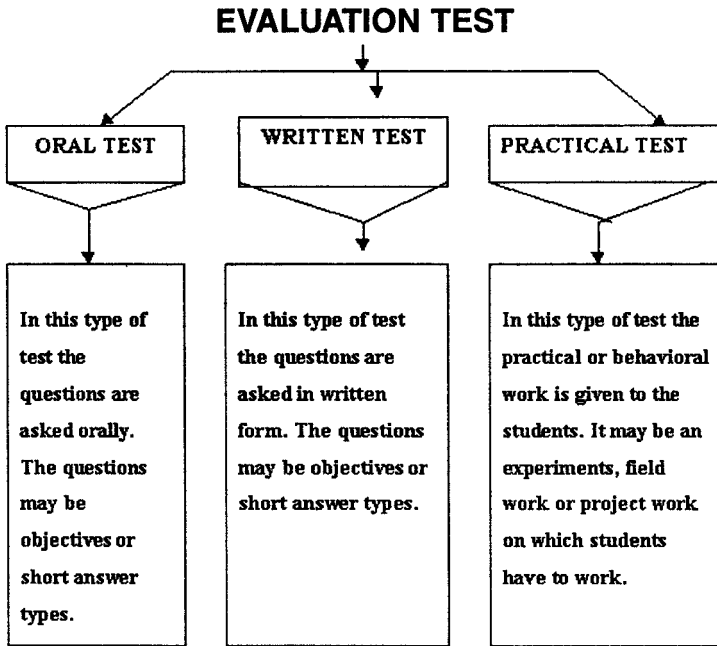 EVALUATION TEST
ORAL TEST
In this type of
test the
questions are
asked orally.
The questions
may be
objectives or
short answer
types.
WRITTEN TEST
In this type of test
the questions are
asked in written
form. The questions
may be objectives or
short answer types.
PRACTICAL TEST
In this type of test the
practical or behavioral
work is given to the
students. It may be an
experiments, field
work or project work
on which students
have to work.